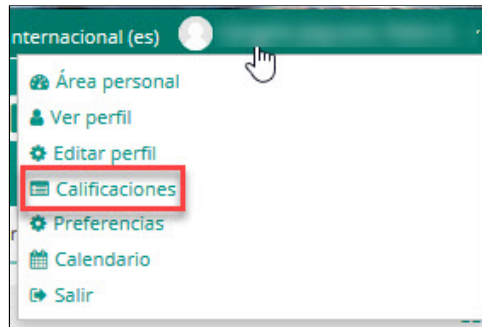 nternacional (es)
Área personal
Ver perfil
Editar perfil
Calificaciones
Preferencias
Calendario
Salir